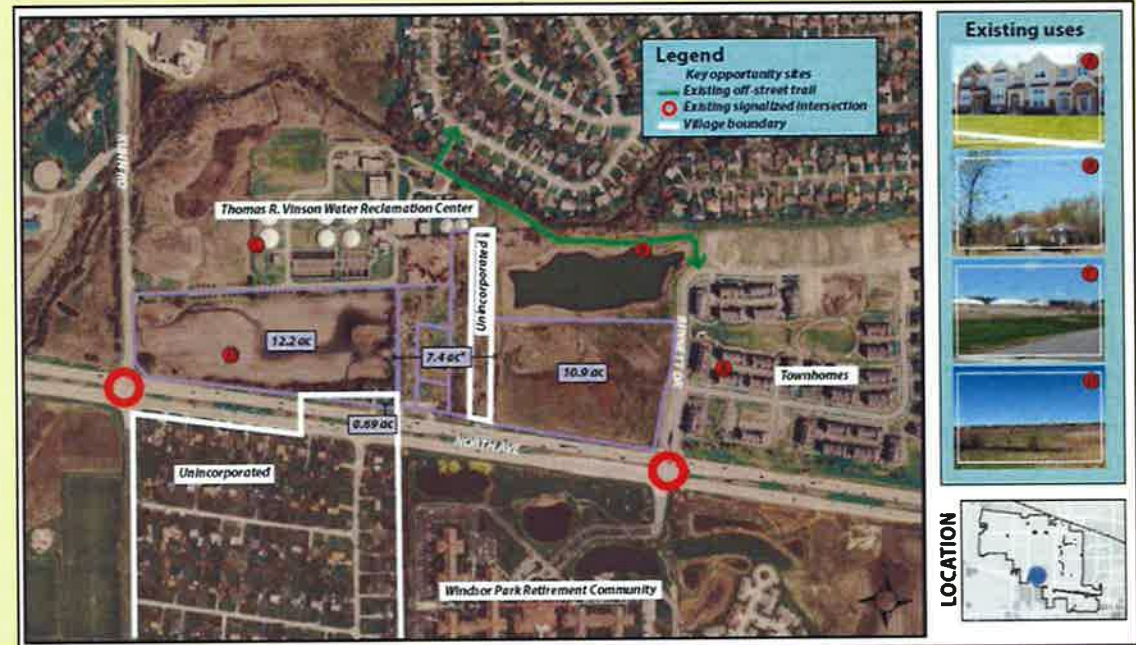 Legend
Key opportunity sites
Existing off-street trail
Existing signalized intersection
Village boundary
Existing uses
Thomas R. Vinson Water Reclamation Center
Unincorporated
12.2 ac
7.4 ac*
10.9 ac
0.69 ac
Townhomes
NORTH AVE
Unincorporated
Windsor Park Retirement Community
LOCATION